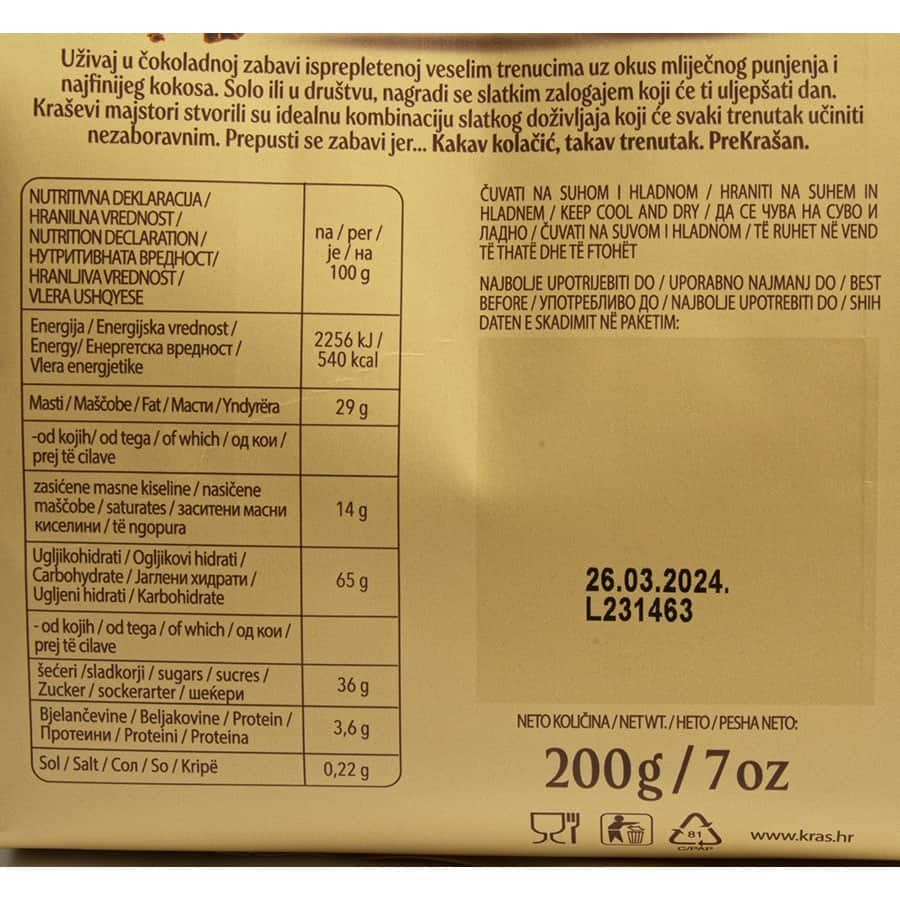 Uživaj u čokoladnoj zabavi isprepletenoj veselim trenucima uz okus mliječnog punjenja i
najfinijeg kokosa. Solo ili u društvu, nagradi se slatkim zalogajem koji će ti uljepšati dan.
Kraševi majstori stvorili su idealnu kombinaciju slatkog doživljaja koji će svaki trenutak učiniti
nezaboravnim. Prepusti se zabavi jer... Kakav kolačić, takav trenutak. PreKrašan.
NUTRITIVNA DEKLARACIJA /
HRANILNA VREDNOST /
NUTRITION DECLARATION /
НУТРИТИВНАТА ВРЕДНОСТ/
HRANLJIVA VREDNOST /
VLERA USHQYESE
na / per /
je / на
100 g
Energija / Energijska vrednost /
Energy/ Енергетска вредност /
Vlera energjetike
2256 kJ /
540 kcal
Masti / Maščobe / Fat / Масти / Yndyrëra
29 g
-od kojih/ od tega / of which / од кои /
prej të cilave
zasićene masne kiseline / nasičene
maščobe / saturates / заситени масни
киселини / të ngopura
14 g
Ugljikohidrati / Ogljikovi hidrati /
Carbohydrate / Јаглени хидрати /
Ugljeni hidrati / Karbohidrate
65 g
- od kojih / od tega / of which / од кои /
prej të cilave
šećeri /sladkorji / sugars / sucres /
Zucker / sockerarter / шеќери
36 g
Bjelančevine / Beljakovine / Protein /
Протеини / Proteini / Proteina
3,6 g
Sol / Salt / Сол / So / Kripë
0,22 g
ČUVATI NA SUHOM I HLADNOM / HRANITI NA SUHEM IN
HLADNEM / KEEP COOL AND DRY / ДА СЕ ЧУВА НА СУВО И
ЛАДНО / ČUVATI NA SUVOM I HLADNOM / TË RUHET NË VEND
TË THATË DHE TË FTOHËT
NAJBOLJE UPOTRIJEBITI DO / UPORABNO NAJMANJ DO / BEST
BEFORE / УПОТРЕБЛИВО ДО / NAJBOLJE UPOTREBITI DO / SHIH
DATEN E SKADIMIT NË PAKETIM:
26.03.2024.
L231463
NETO KOLIČINA / NET WT. / НЕТО / PESHA NETO:
200g / 7 oz
81
C/PAP
www.kras.hr